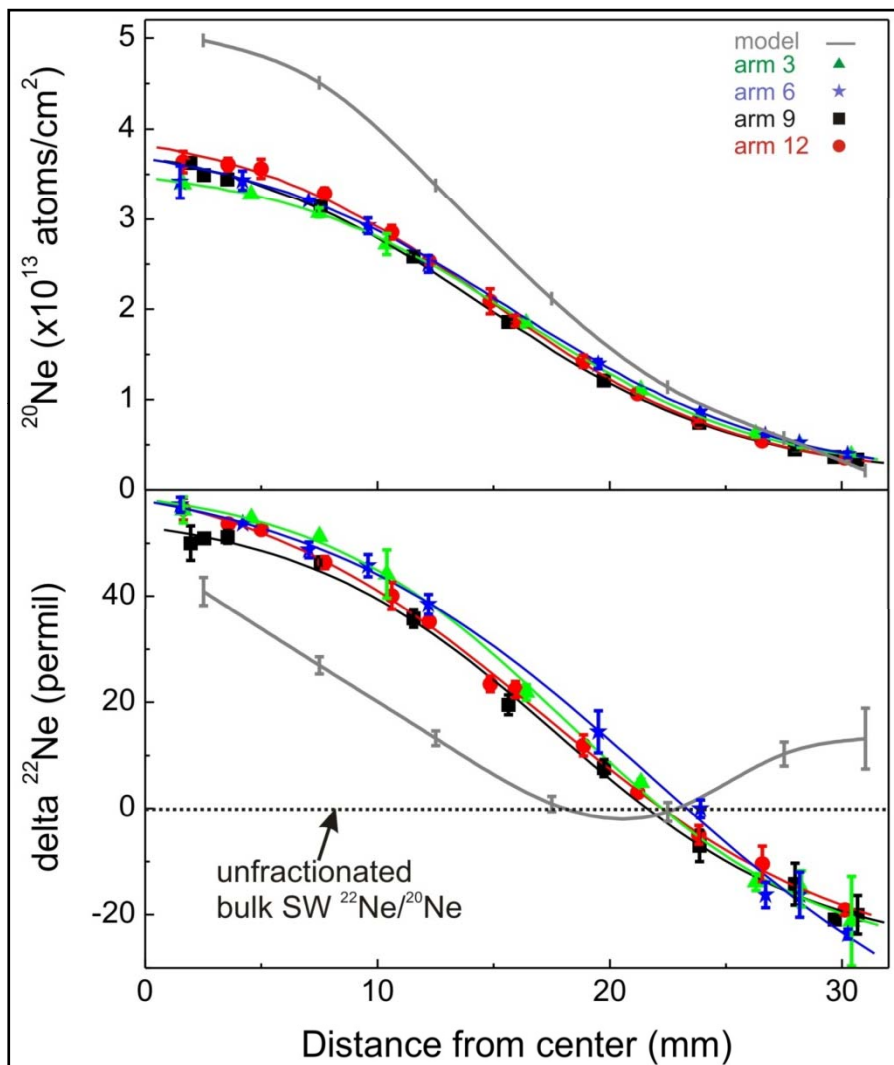 5
4
3
2
1
0
²⁰Ne (x10¹³ atoms/cm²)
model
arm 3
arm 6
arm 9
arm 12
40
20
0
-20
delta ²²Ne (permil)
unfractionated
bulk SW ²²Ne/²⁰Ne
0 10 20 30
Distance from center (mm)